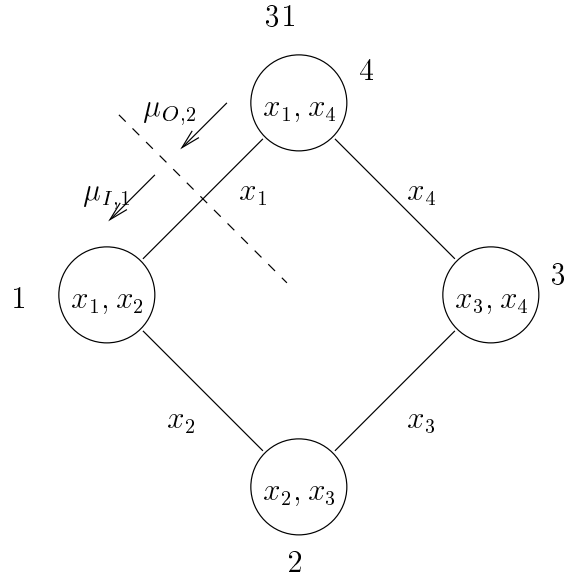 31
4
μ_{O,2}
x_1, x_4
μ_{I,1}
x_1
x_4
1
x_1, x_2
x_3, x_4
3
x_2
x_3
x_2, x_3
2